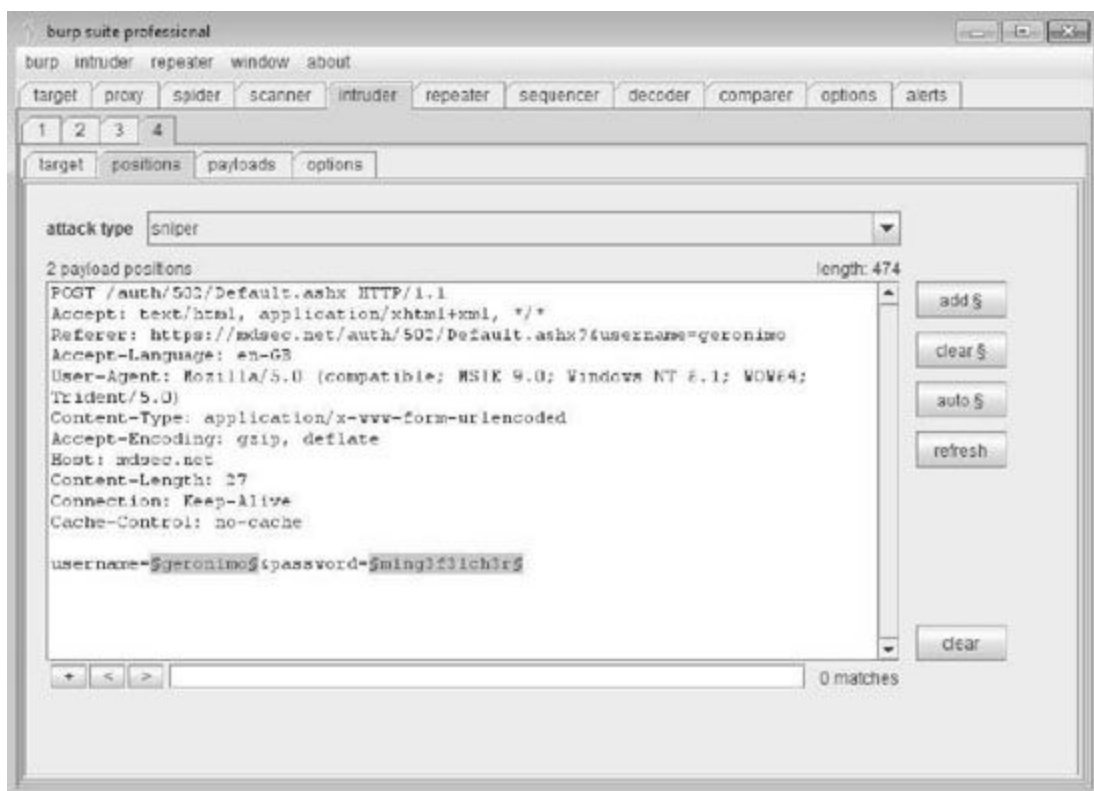 burp suite professional
burp intruder repeater window about
target proxy spider scanner intruder repeater sequencer decoder comparer options alerts
1 2 3 4
target positions payloads options
attack type sniper
2 payload positions length: 474
POST /auth/502/Default.ashx HTTP/1.1
Accept: text/html, application/xhtml+xml, */*
Referer: https://mdsec.net/auth/502/Default.ashx?&username=geronimo
Accept-Language: en-GB
User-Agent: Mozilla/5.0 (compatible; MSIE 9.0; Windows NT 6.1; WOW64;
Trident/5.0)
Content-Type: application/x-www-form-urlencoded
Accept-Encoding: gzip, deflate
Host: mdsec.net
Content-Length: 27
Connection: Keep-Alive
Cache-Control: no-cache
username=§geronimo§&password=
add §
clear §
auto §
refresh
clear
+ < > 0 matches